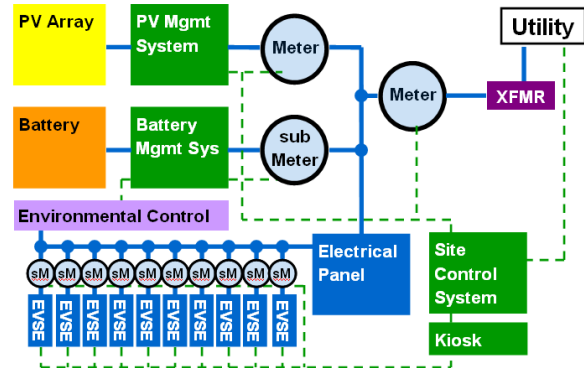 PV Array
PV Mgmt
System
Meter
Utility
Meter
XFMR
Battery
Battery
Mgmt Sys
sub
Meter
Environmental Control
Electrical
Panel
Site
Control
System
sM sM sM sM sM sM sM sM sM sM
EVSE EVSE EVSE EVSE EVSE EVSE EVSE EVSE EVSE EVSE
Kiosk